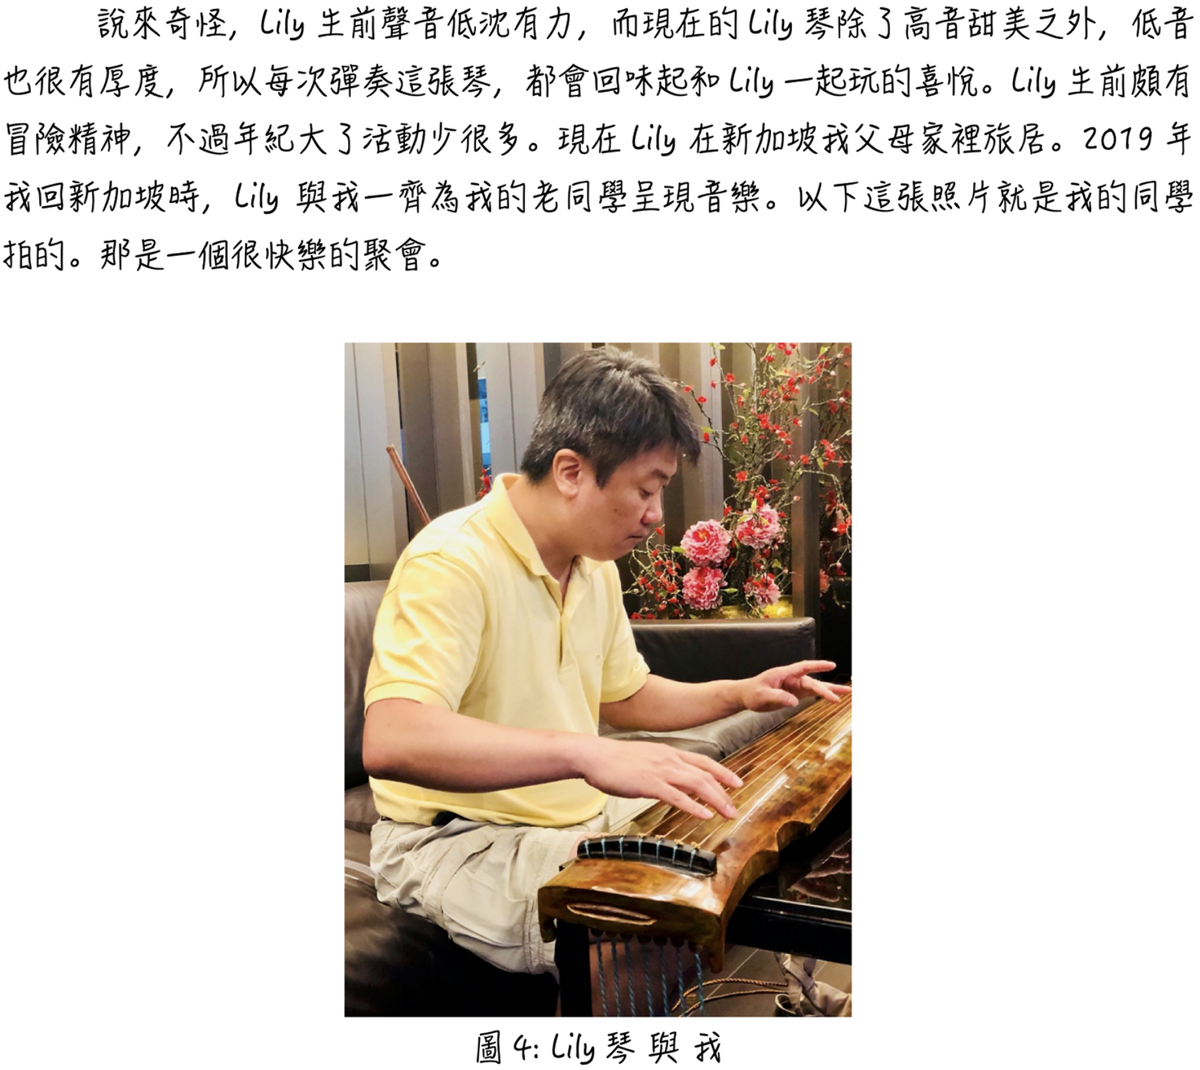 說來奇怪，Lily 生前聲音低沈有力，而現在的 Lily 琴除了高音甜美之外，低音
也很有厚度，所以每次彈奏這張琴，都會回味起和 Lily 一起玩的喜悅。Lily 生前頗有
冒險精神，不過年紀大了活動少很多。現在 Lily 在新加坡我父母家裡旅居。2019 年
我回新加坡時，Lily 與我一齊為我的老同學呈現音樂。以下這張照片就是我的同學
拍的。那是一個很快樂的聚會。
圖 4: Lily 琴 與 我